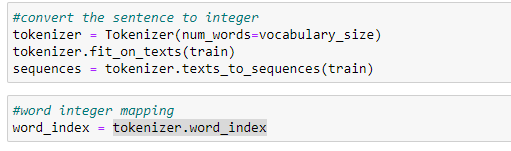 #convert the sentence to integer
tokenizer = Tokenizer(num_words=vocabulary_size)
tokenizer.fit_on_texts(train)
sequences = tokenizer.texts_to_sequences(train)
#word integer mapping
word_index = tokenizer.word_index